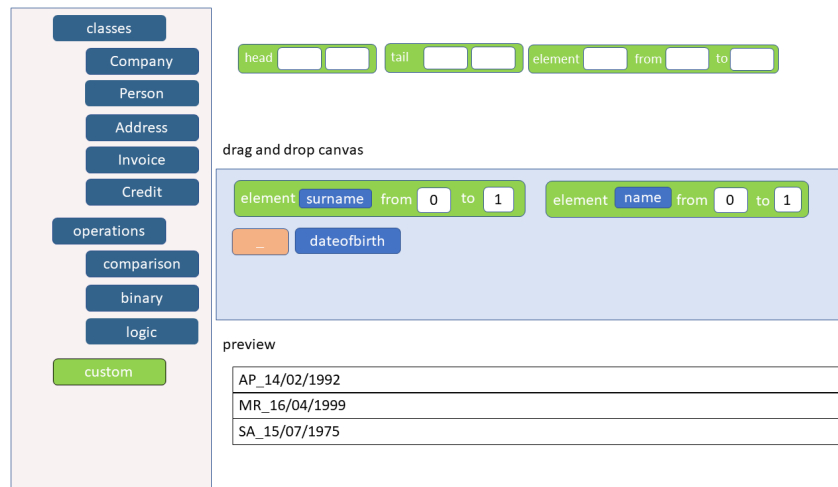 classes
Company
Person
Address
Invoice
Credit
operations
comparison
binary
logic
custom
head
tail
element from to
drag and drop canvas
element surname from 0 to 1
element name from 0 to 1
_ dateofbirth
preview
AP_14/02/1992
MR_16/04/1999
SA_15/07/1975